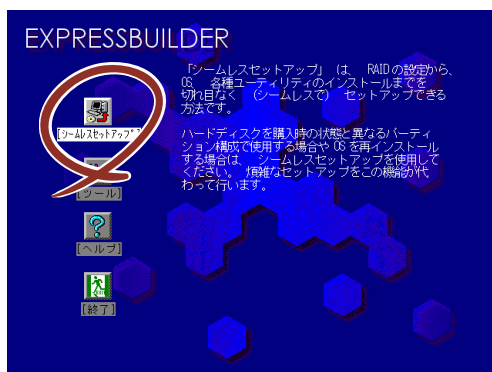 EXPRESSBUILDER
「シームレスセットアップ」 は、 RAIDの設定から、
OS、 各種ユーティリティのインストールまでを
切れ目なく （シームレスで） セットアップできる
方法です。
ハードディスクを購入時の状態と異なるパーティ
ション構成で使用する場合や OSを再インストール
する場合は、 シームレスセットアップを使用して
ください。 煩雑なセットアップをこの機能が代
わって行います。
[シームレスセットアップ]
[ツール]
[ヘルプ]
[終了]